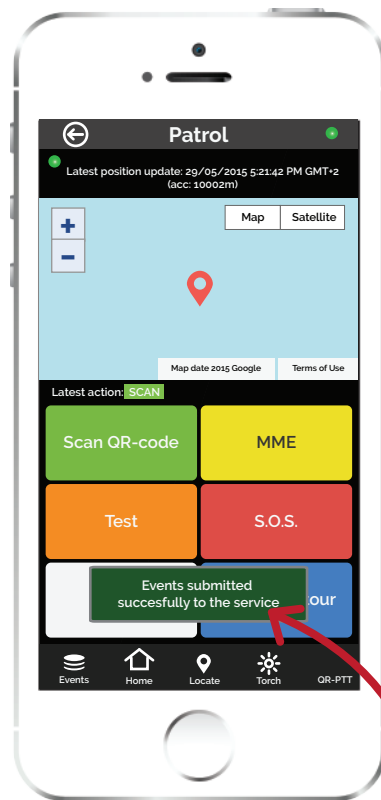 Patrol
Latest position update: 29/05/2015 5:21:42 PM GMT+2
(acc: 10002m)
+
Map Satellite
−
Map date 2015 Google Terms of Use
Latest action: SCAN
Scan QR-code MME
Test S.O.S.
Events submitted
succesfully to the service
our
Events Home Locate Torch QR-PTT